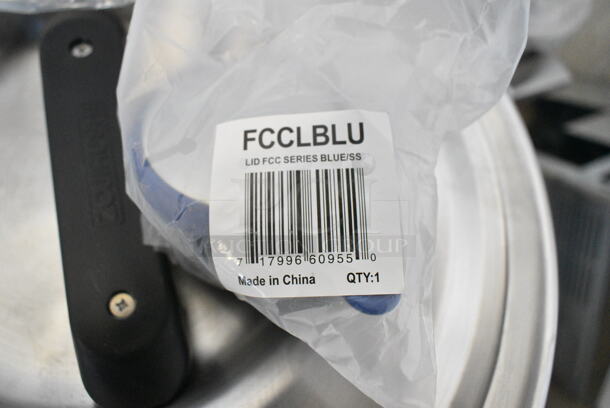 FCCLBLU
LID FCC SERIES BLUE/SS
7 17996 60955 0
Made in China QTY:1